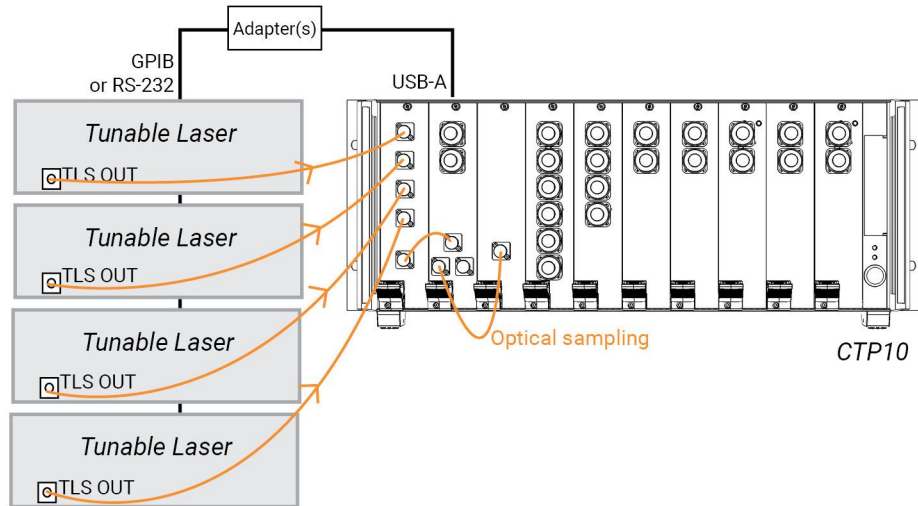 Adapter(s)
GPIB
or RS-232
USB-A
Tunable Laser
TLS OUT
Tunable Laser
TLS OUT
Tunable Laser
TLS OUT
Tunable Laser
TLS OUT
Optical sampling
CTP10